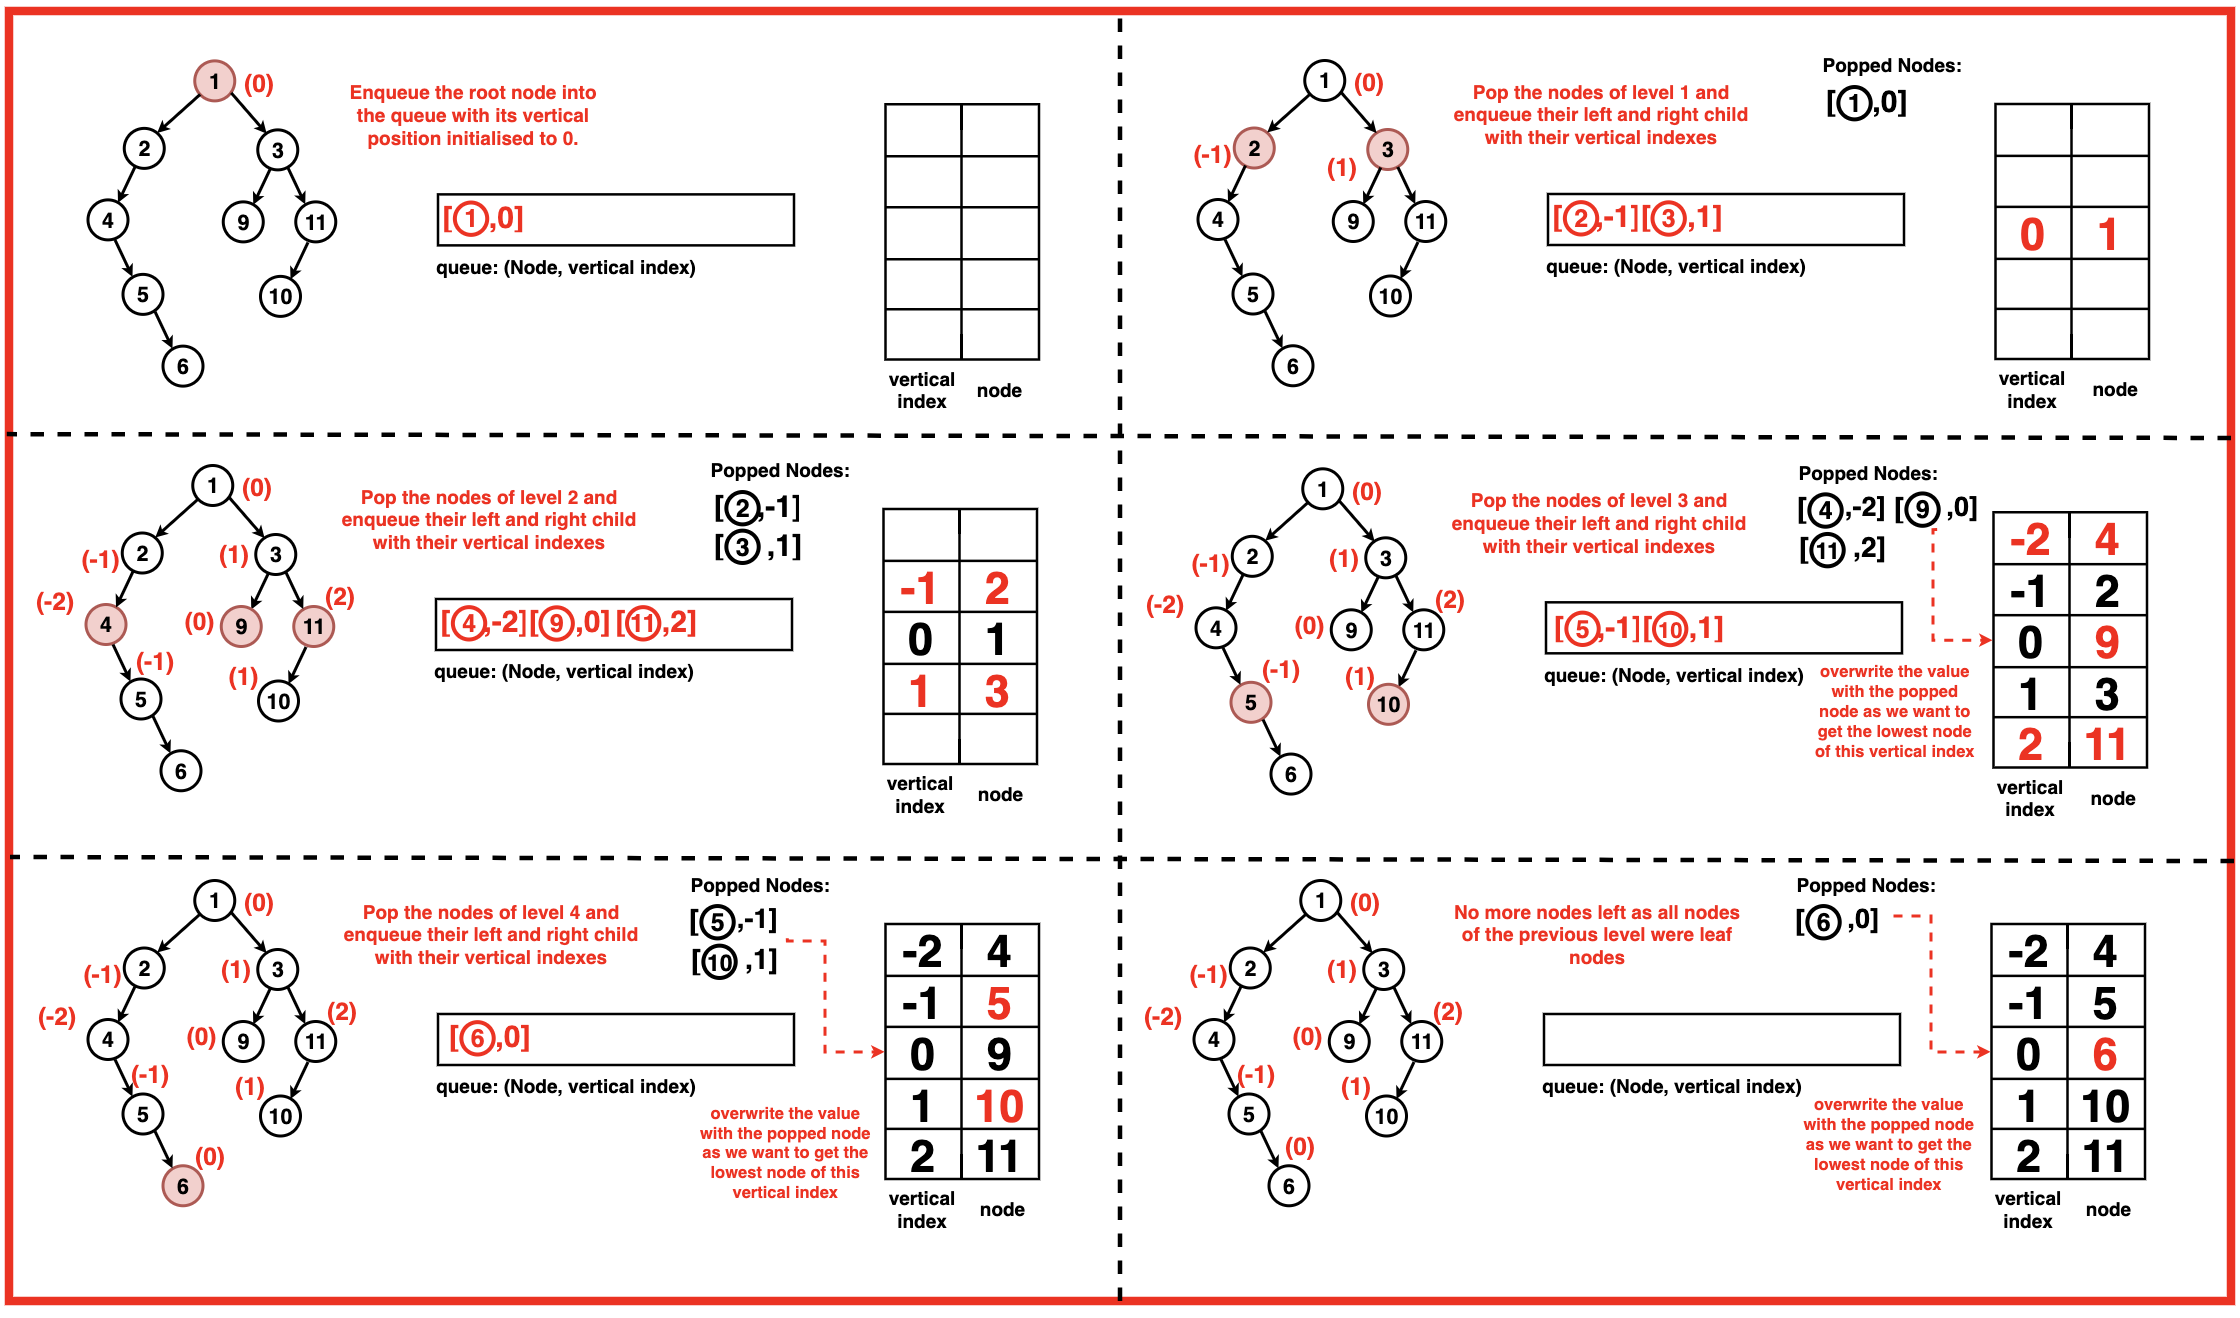 1 (0)
Enqueue the root node into
the queue with its vertical
position initialised to 0.
2 3
4 9 11
[1,0]
queue: (Node, vertical index)
5 10
6
vertical
index
node
1 (0)
Pop the nodes of level 1 and
enqueue their left and right child
with their vertical indexes
Popped Nodes:
[1,0]
(-1) 2 (1) 3
4 9 11
[2,-1][3,1]
queue: (Node, vertical index)
5 10
6
0 1
vertical
index
node
1 (0)
Pop the nodes of level 2 and
enqueue their left and right child
with their vertical indexes
Popped Nodes:
[2,-1]
[3,1]
(-1) 2 (1) 3
(-2) 4 (0) 9 11 (2)
[4,-2][9,0][11,2]
queue: (Node, vertical index)
(-1) 5 (1) 10
6
-1 2
0 1
1 3
vertical
index
node
1 (0)
Pop the nodes of level 3 and
enqueue their left and right child
with their vertical indexes
Popped Nodes:
[4,-2] [9,0]
[11,2]
(-1) 2 (1) 3
(-2) 4 (0) 9 11 (2)
[5,-1][10,1]
queue: (Node, vertical index)
(-1) 5 (1) 10
6
overwrite the value
with the popped
node as we want to
get the lowest node
of this vertical index
-2 4
-1 2
0 9
1 3
2 11
vertical
index
node
1 (0)
Pop the nodes of level 4 and
enqueue their left and right child
with their vertical indexes
Popped Nodes:
[5,-1]
[10,1]
(-1) 2 (1) 3
(-2) 4 (0) 9 11 (2)
[6,0]
queue: (Node, vertical index)
(-1) 5 (1) 10
(0) 6
overwrite the value
with the popped node
as we want to get the
lowest node of this
vertical index
-2 4
-1 5
0 9
1 10
2 11
vertical
index
node
1 (0)
No more nodes left as all nodes
of the previous level were leaf
nodes
Popped Nodes:
[6,0]
(-1) 2 (1) 3
(-2) 4 (0) 9 11 (2)
queue: (Node, vertical index)
(-1) 5 (1) 10
(0) 6
overwrite the value
with the popped node
as we want to get the
lowest node of this
vertical index
-2 4
-1 5
0 6
1 10
2 11
vertical
index
node